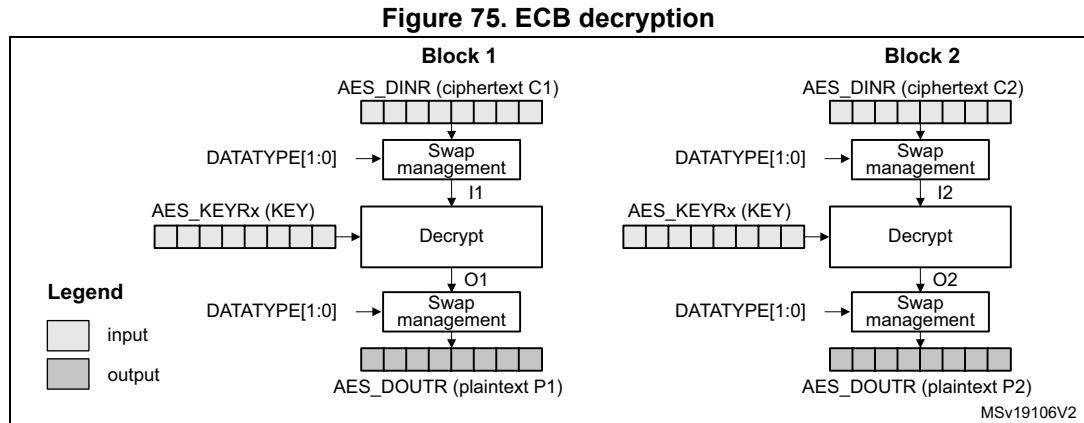 Figure 75. ECB decryption
Block 1
AES_DINR (ciphertext C1)
DATATYPE[1:0]
Swap
management
I1
AES_KEYRx (KEY)
Decrypt
O1
DATATYPE[1:0]
Swap
management
AES_DOUTR (plaintext P1)
Block 2
AES_DINR (ciphertext C2)
DATATYPE[1:0]
Swap
management
I2
AES_KEYRx (KEY)
Decrypt
O2
DATATYPE[1:0]
Swap
management
AES_DOUTR (plaintext P2)
Legend
input
output
MSv19106V2